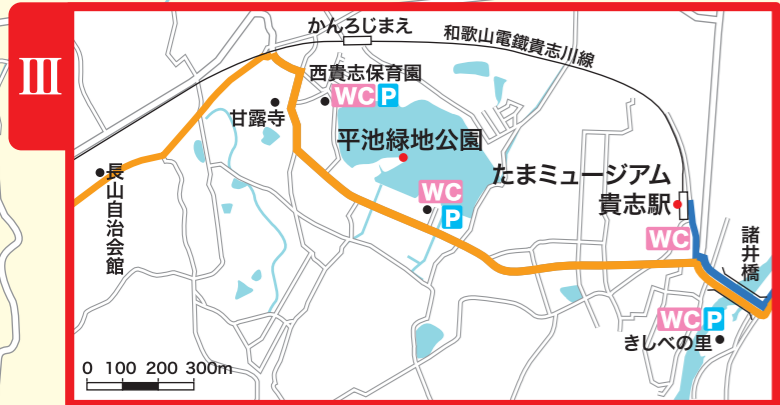 III
かんろじまえ
和歌山電鐵貴志川線
西貴志保育園
WC P
甘露寺
平池緑地公園
長山自治会館
たまミュージアム
貴志駅
WC
P
WC
諸井橋
WC P
きしべの里
0 100 200 300m